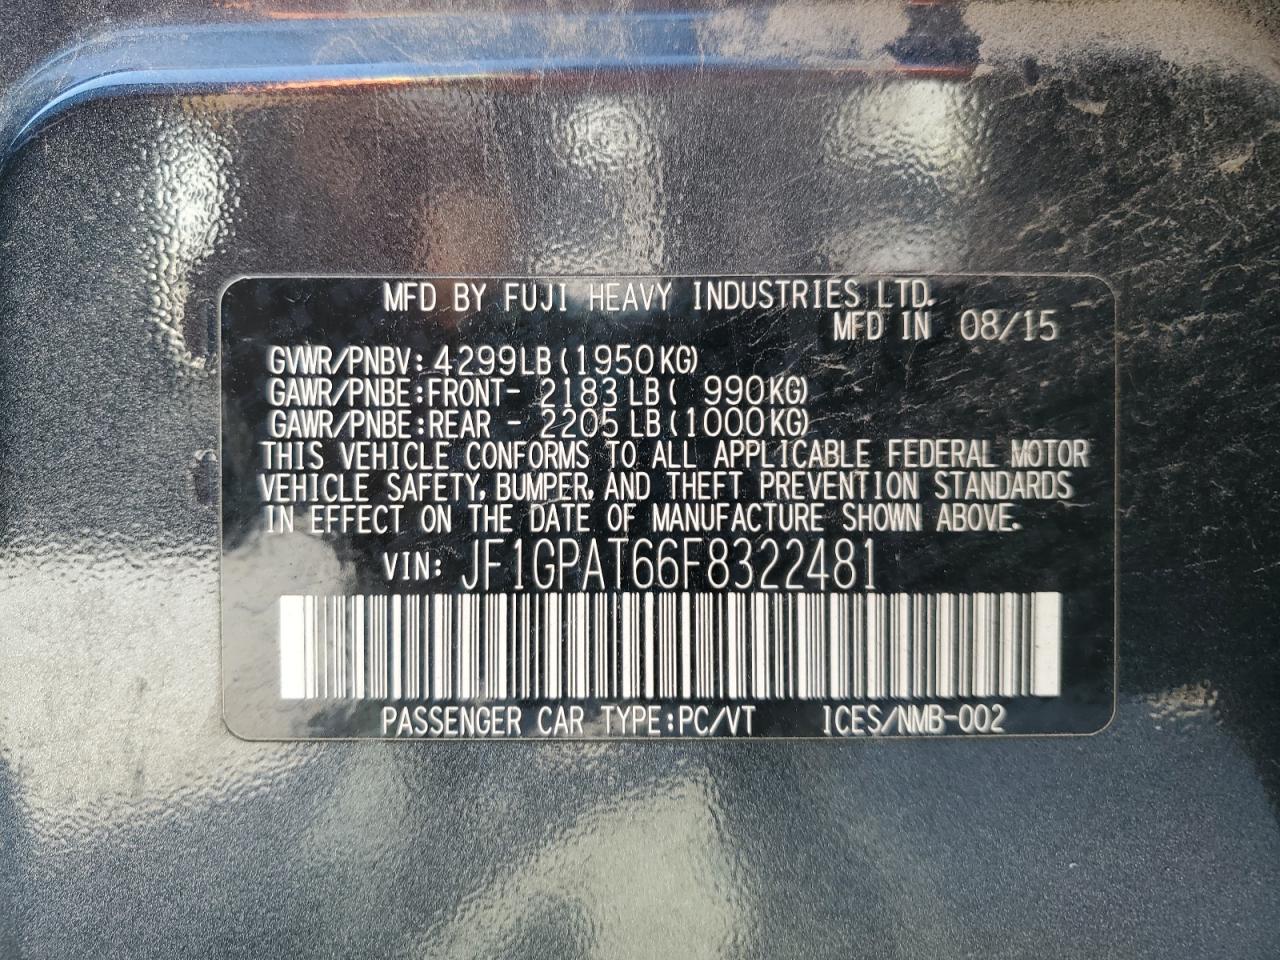 MFD BY FUJI HEAVY INDUSTRIES LTD.
MFD IN 08/15
GVWR/PNBV: 4299LB (1950KG)
GAWR/PNBE: FRONT- 2183 LB ( 990KG)
GAWR/PNBE: REAR - 2205 LB (1000KG)
THIS VEHICLE CONFORMS TO ALL APPLICABLE FEDERAL MOTOR
VEHICLE SAFETY, BUMPER, AND THEFT PREVENTION STANDARDS
IN EFFECT ON THE DATE OF MANUFACTURE SHOWN ABOVE.
VIN: JF1GPAT66F8322481
PASSENGER CAR TYPE: PC/VT ICES/NMB-002